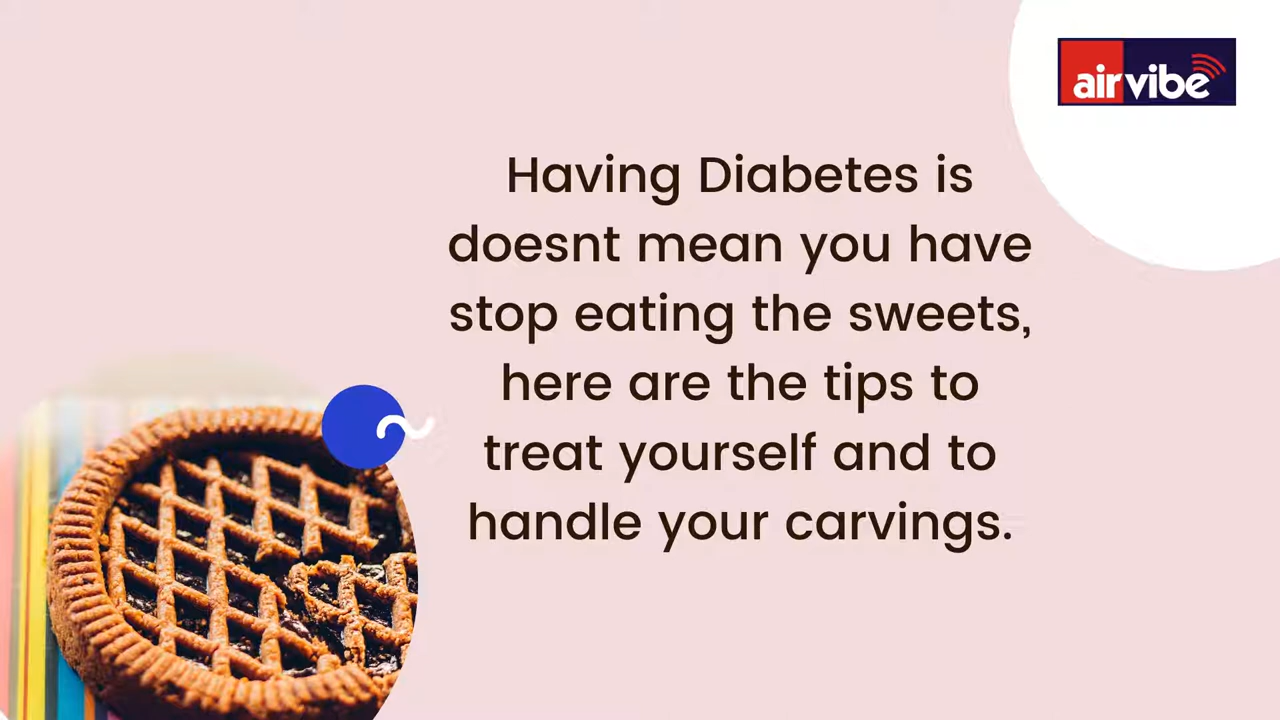 airvibe
Having Diabetes is
doesnt mean you have
stop eating the sweets,
here are the tips to
treat yourself and to
handle your carvings.